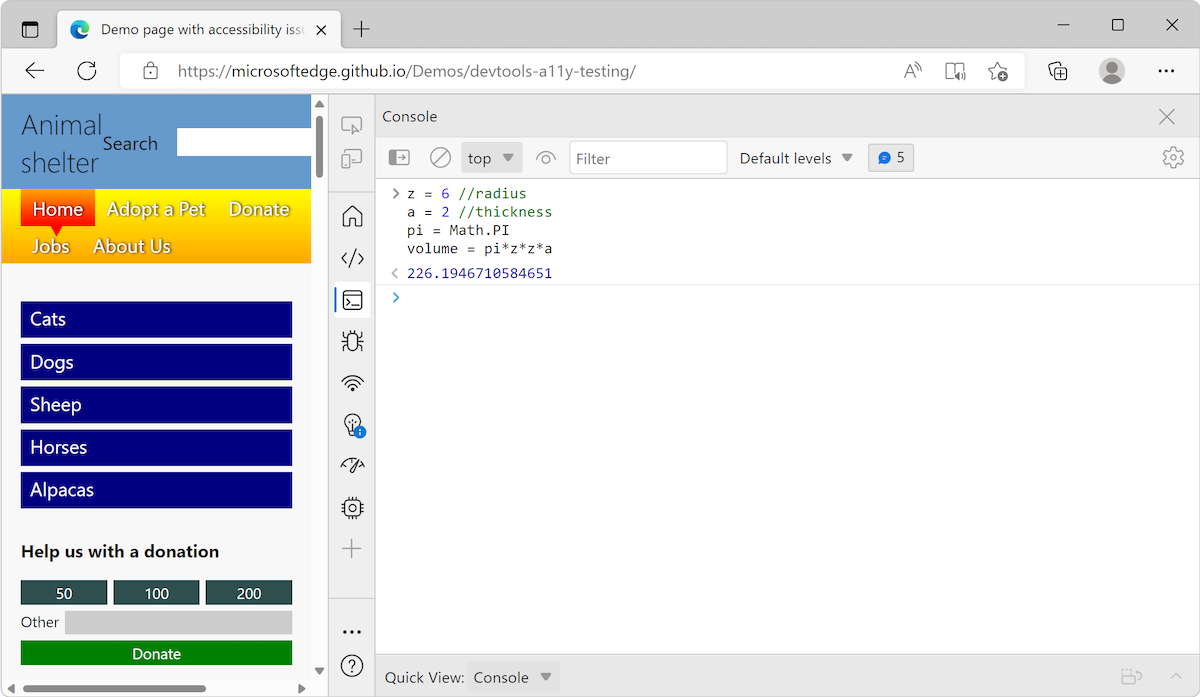 Demo page with accessibility issu
https://microsoftedge.github.io/Demos/devtools-a11y-testing/
Animal shelter
Search
Home Adopt a Pet Donate
Jobs About Us
Cats
Dogs
Sheep
Horses
Alpacas
Help us with a donation
50 100 200
Other
Donate
Console
top Filter Default levels 5
z = 6 //radius
a = 2 //thickness
pi = Math.PI
volume = pi*z*z*a
226.1946710584651
Quick View: Console